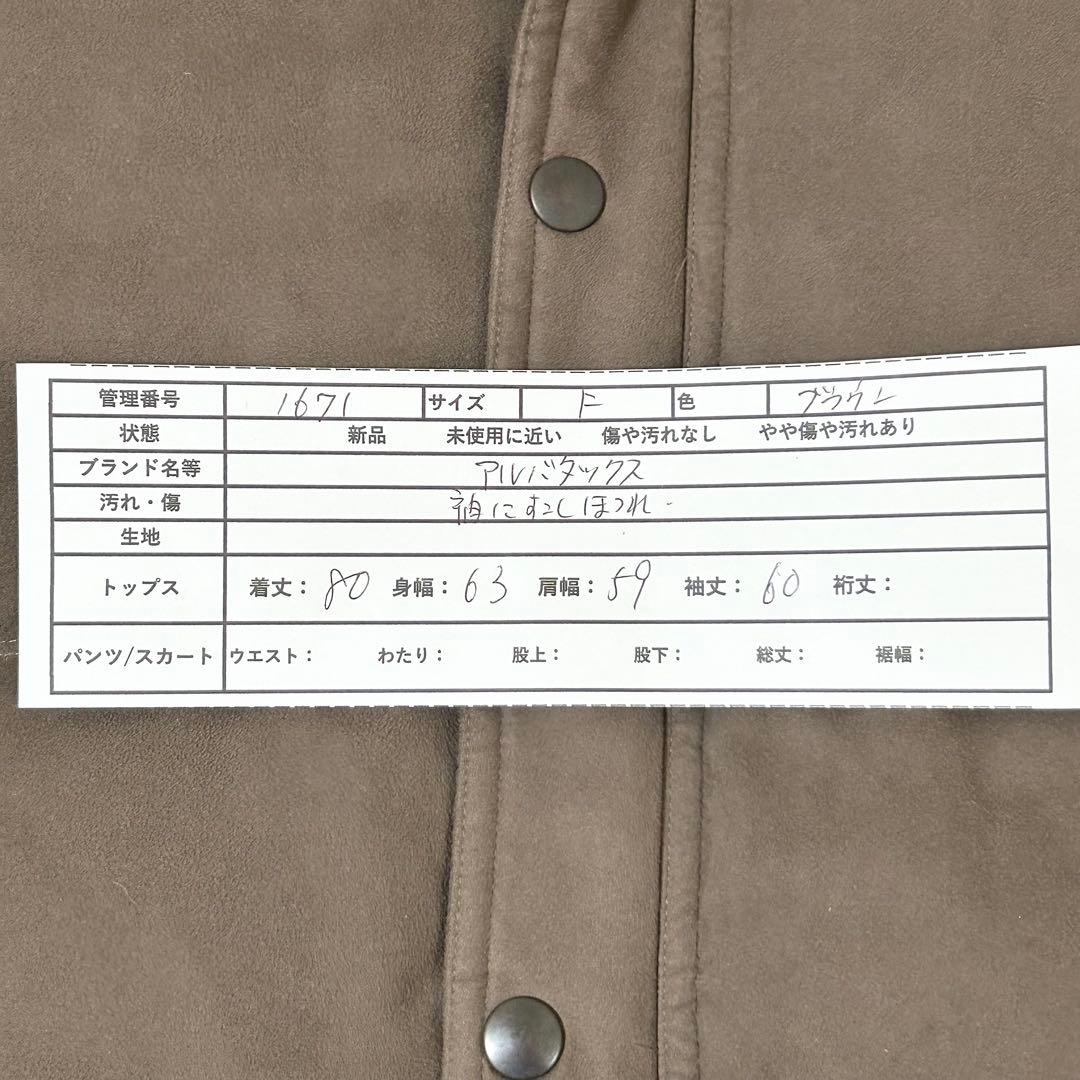 管理番号 1671 サイズ F 色 ブラウン
状態 新品 未使用に近い 傷や汚れなし やや傷や汚れあり
ブランド名等 アルバタックス
汚れ・傷 袖にすこしほつれ
生地
トップス 着丈：80 身幅：63 肩幅：59 袖丈：60 裄丈：
パンツ/スカート ウエスト： わたり： 股上： 股下： 総丈： 裾幅：